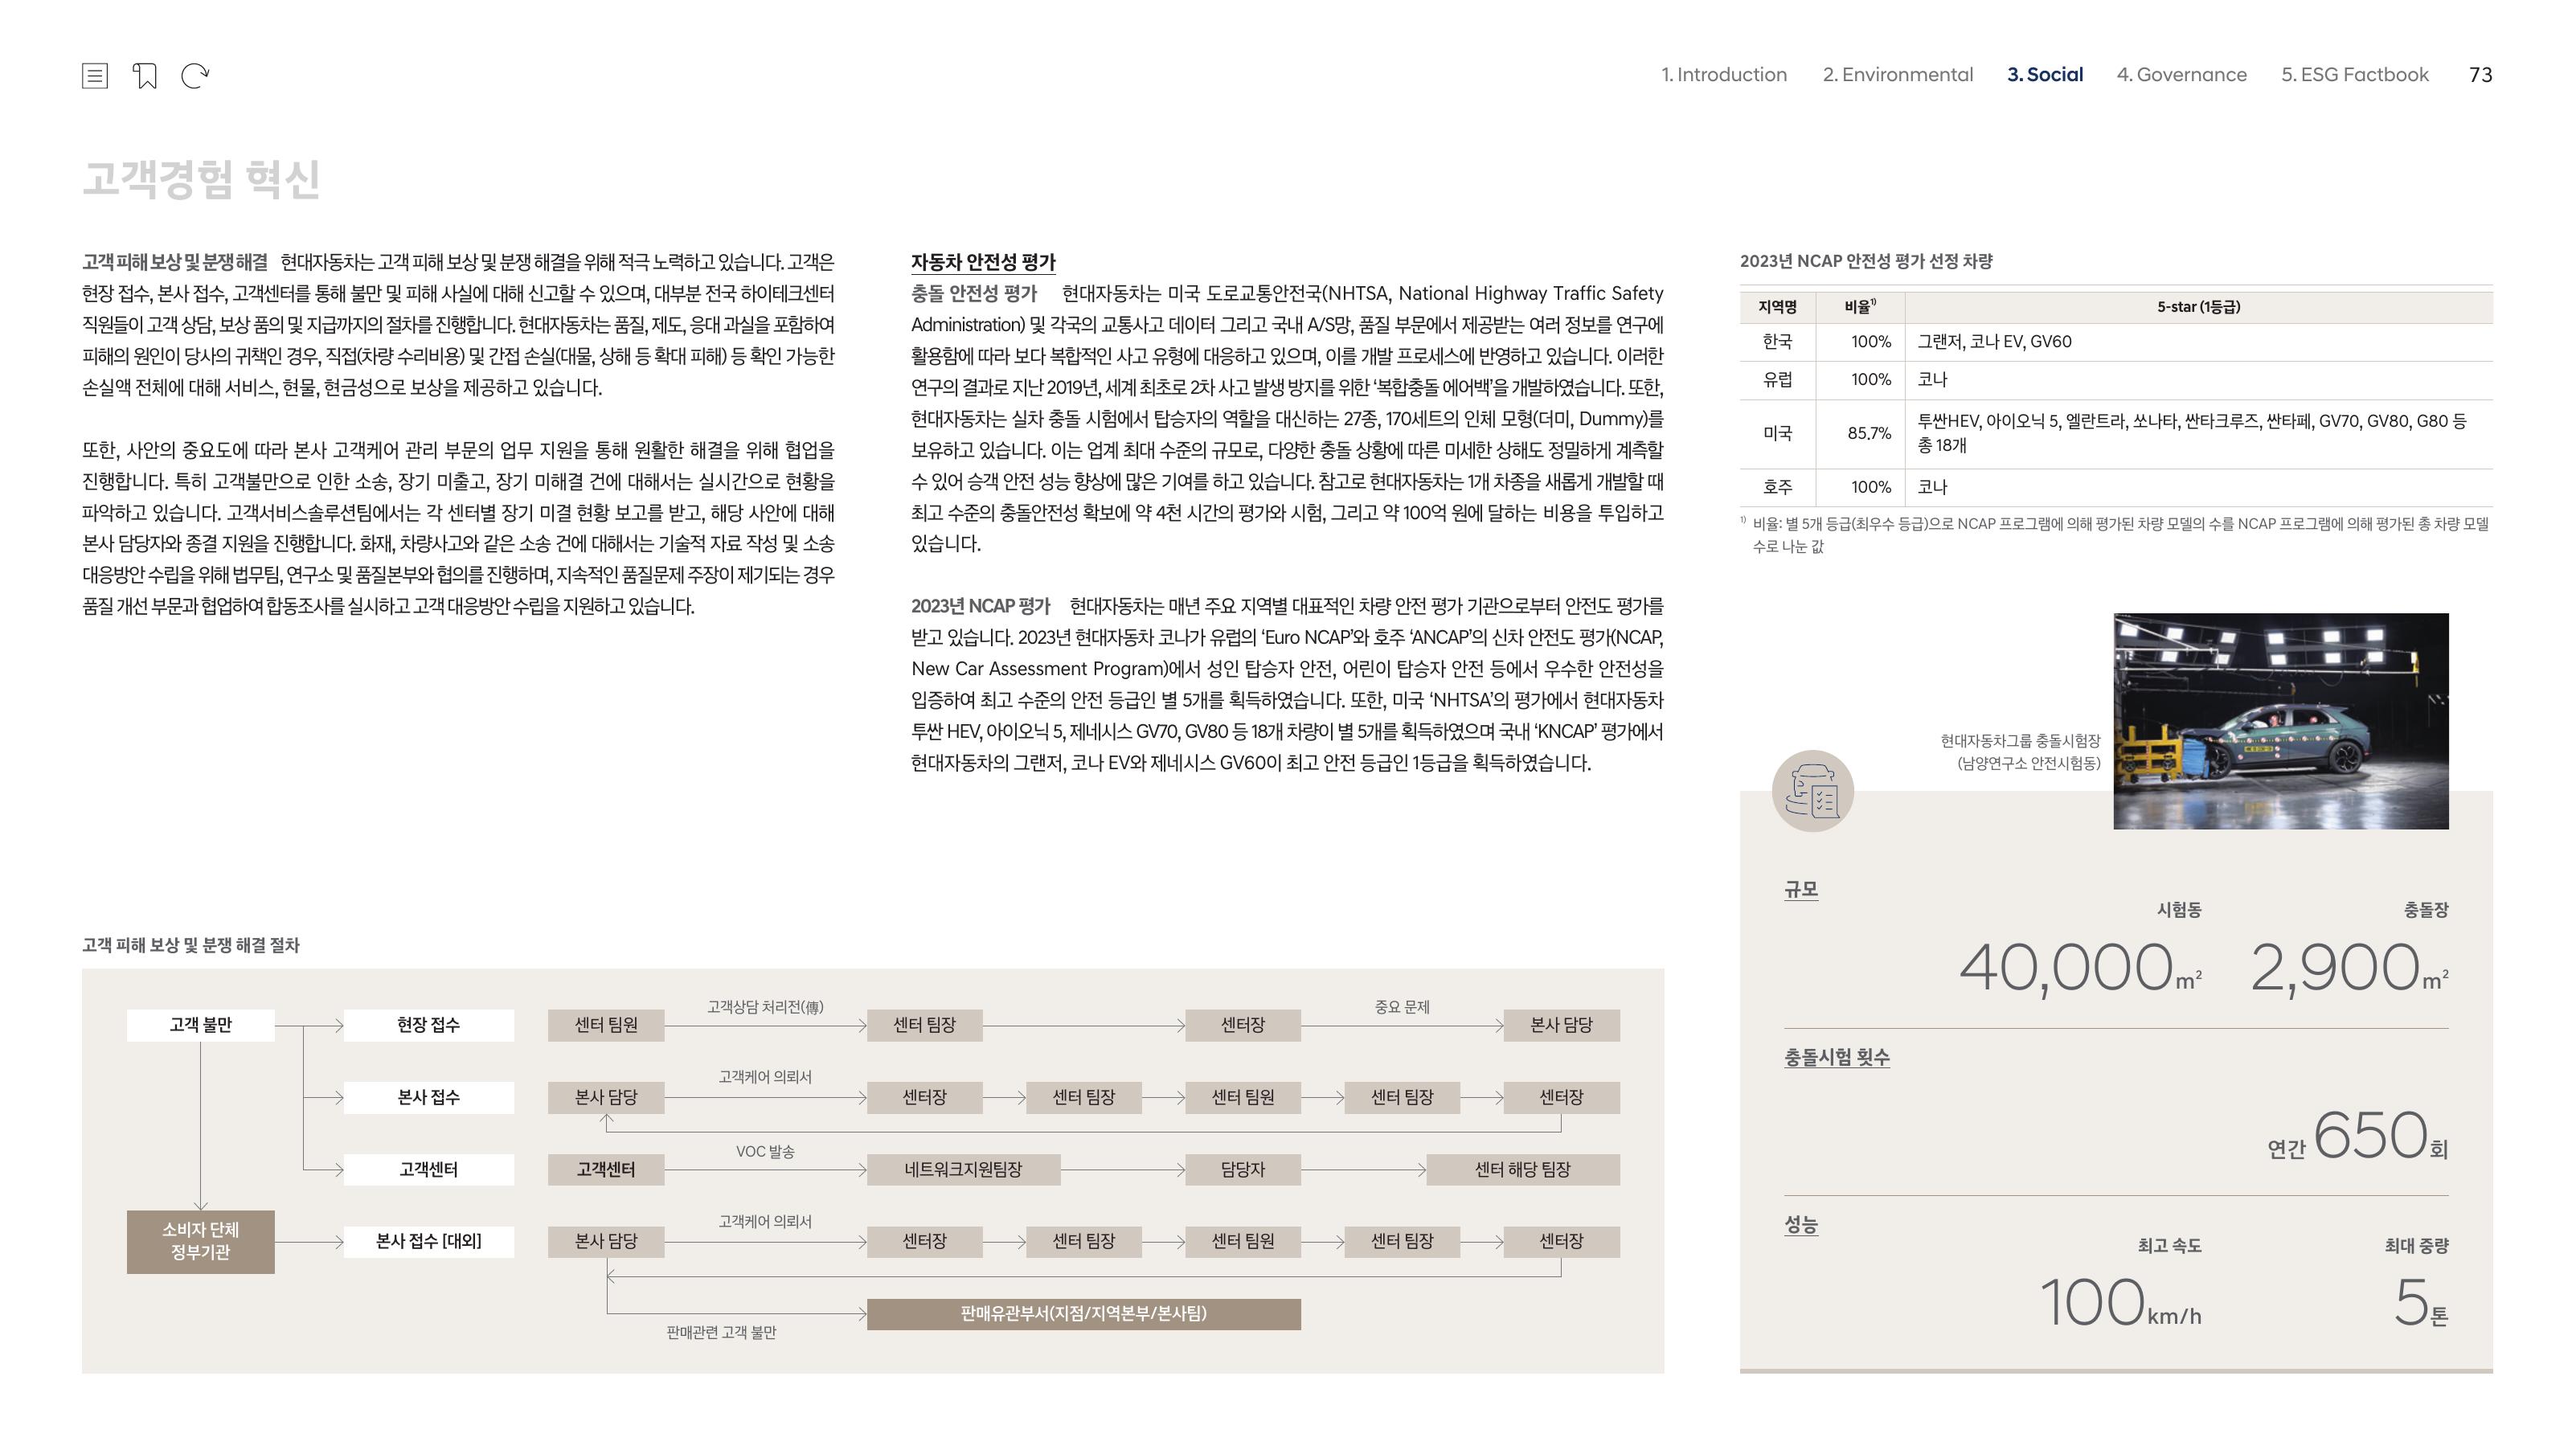 1. Introduction 2. Environmental 3. Social 4. Governance 5. ESG Factbook 73
고객경험 혁신
고객 피해 보상 및 분쟁 해결 현대자동차는 고객 피해 보상 및 분쟁 해결을 위해 적극 노력하고 있습니다. 고객은
현장 접수, 본사 접수, 고객센터를 통해 불만 및 피해 사실에 대해 신고할 수 있으며, 대부분 전국 하이테크센터
직원들이 고객 상담, 보상 품의 및 지급까지의 절차를 진행합니다. 현대자동차는 품질, 제도, 응대 과실을 포함하여
피해의 원인이 당사의 귀책인 경우, 직접(차량 수리비용) 및 간접 손실(대물, 상해 등 확대 피해) 등 확인 가능한
손실액 전체에 대해 서비스, 현물, 현금성으로 보상을 제공하고 있습니다.
또한, 사안의 중요도에 따라 본사 고객케어 관리 부문의 업무 지원을 통해 원활한 해결을 위해 협업을
진행합니다. 특히 고객불만으로 인한 소송, 장기 미출고, 장기 미해결 건에 대해서는 실시간으로 현황을
파악하고 있습니다. 고객서비스솔루션팀에서는 각 센터별 장기 미결 현황 보고를 받고, 해당 사안에 대해
본사 담당자와 종결 지원을 진행합니다. 화재, 차량사고와 같은 소송 건에 대해서는 기술적 자료 작성 및 소송
대응방안 수립을 위해 법무팀, 연구소 및 품질본부와 협의를 진행하며, 지속적인 품질문제 주장이 제기되는 경우
품질 개선 부문과 협업하여 합동조사를 실시하고 고객 대응방안 수립을 지원하고 있습니다.
자동차 안전성 평가
충돌 안전성 평가 현대자동차는 미국 도로교통안전국(NHTSA, National Highway Traffic Safety
Administration) 및 각국의 교통사고 데이터 그리고 국내 A/S망, 품질 부문에서 제공받는 여러 정보를 연구에
활용함에 따라 보다 복합적인 사고 유형에 대응하고 있으며, 이를 개발 프로세스에 반영하고 있습니다. 이러한
연구의 결과로 지난 2019년, 세계 최초로 2차 사고 발생 방지를 위한 ‘복합충돌 에어백’을 개발하였습니다. 또한,
현대자동차는 실차 충돌 시험에서 탑승자의 역할을 대신하는 27종, 170세트의 인체 모형(더미, Dummy)를
보유하고 있습니다. 이는 업계 최대 수준의 규모로, 다양한 충돌 상황에 따른 미세한 상해도 정밀하게 계측할
수 있어 승객 안전 성능 향상에 많은 기여를 하고 있습니다. 참고로 현대자동차는 1개 차종을 새롭게 개발할 때
최고 수준의 충돌안전성 확보에 약 4천 시간의 평가와 시험, 그리고 약 100억 원에 달하는 비용을 투입하고
있습니다.
2023년 NCAP 평가 현대자동차는 매년 주요 지역별 대표적인 차량 안전 평가 기관으로부터 안전도 평가를
받고 있습니다. 2023년 현대자동차 코나가 유럽의 ‘Euro NCAP’와 호주 ‘ANCAP’의 신차 안전도 평가(NCAP,
New Car Assessment Program)에서 성인 탑승자 안전, 어린이 탑승자 안전 등에서 우수한 안전성을
입증하여 최고 수준의 안전 등급인 별 5개를 획득하였습니다. 또한, 미국 ‘NHTSA’의 평가에서 현대자동차
투싼 HEV, 아이오닉 5, 제네시스 GV70, GV80 등 18개 차량이 별 5개를 획득하였으며 국내 ‘KNCAP’ 평가에서
현대자동차의 그랜저, 코나 EV와 제네시스 GV60이 최고 안전 등급인 1등급을 획득하였습니다.
2023년 NCAP 안전성 평가 선정 차량
지역명 비율1) 5-star (1등급)
한국 100% 그랜저, 코나 EV, GV60
유럽 100% 코나
미국 85.7% 투싼HEV, 아이오닉 5, 엘란트라, 쏘나타, 싼타크루즈, 싼타페, GV70, GV80, G80 등
총 18개
호주 100% 코나
1) 비율: 별 5개 등급(최우수 등급)으로 NCAP 프로그램에 의해 평가된 차량 모델의 수를 NCAP 프로그램에 의해 평가된 총 차량 모델
수로 나눈 값
현대자동차그룹 충돌시험장
(남양연구소 안전시험동)
규모
시험동 충돌장
40,000m² 2,900m²
충돌시험 횟수
연간 650회
성능
최고 속도 최대 중량
100km/h 5톤
고객 피해 보상 및 분쟁 해결 절차
고객 불만 현장 접수 센터 팀원 고객상담 처리전(傳) 센터 팀장 센터장 중요 문제 본사 담당
본사 접수 본사 담당 고객케어 의뢰서 센터장 센터 팀장 센터 팀원 센터 팀장 센터장
고객센터 고객센터 VOC 발송 네트워크지원팀장 담당자 센터 해당 팀장
소비자 단체
정부기관
본사 접수 [대외] 본사 담당 고객케어 의뢰서 센터장 센터 팀장 센터 팀원 센터 팀장 센터장
판매관련 고객 불만 판매유관부서(지점/지역본부/본사팀)